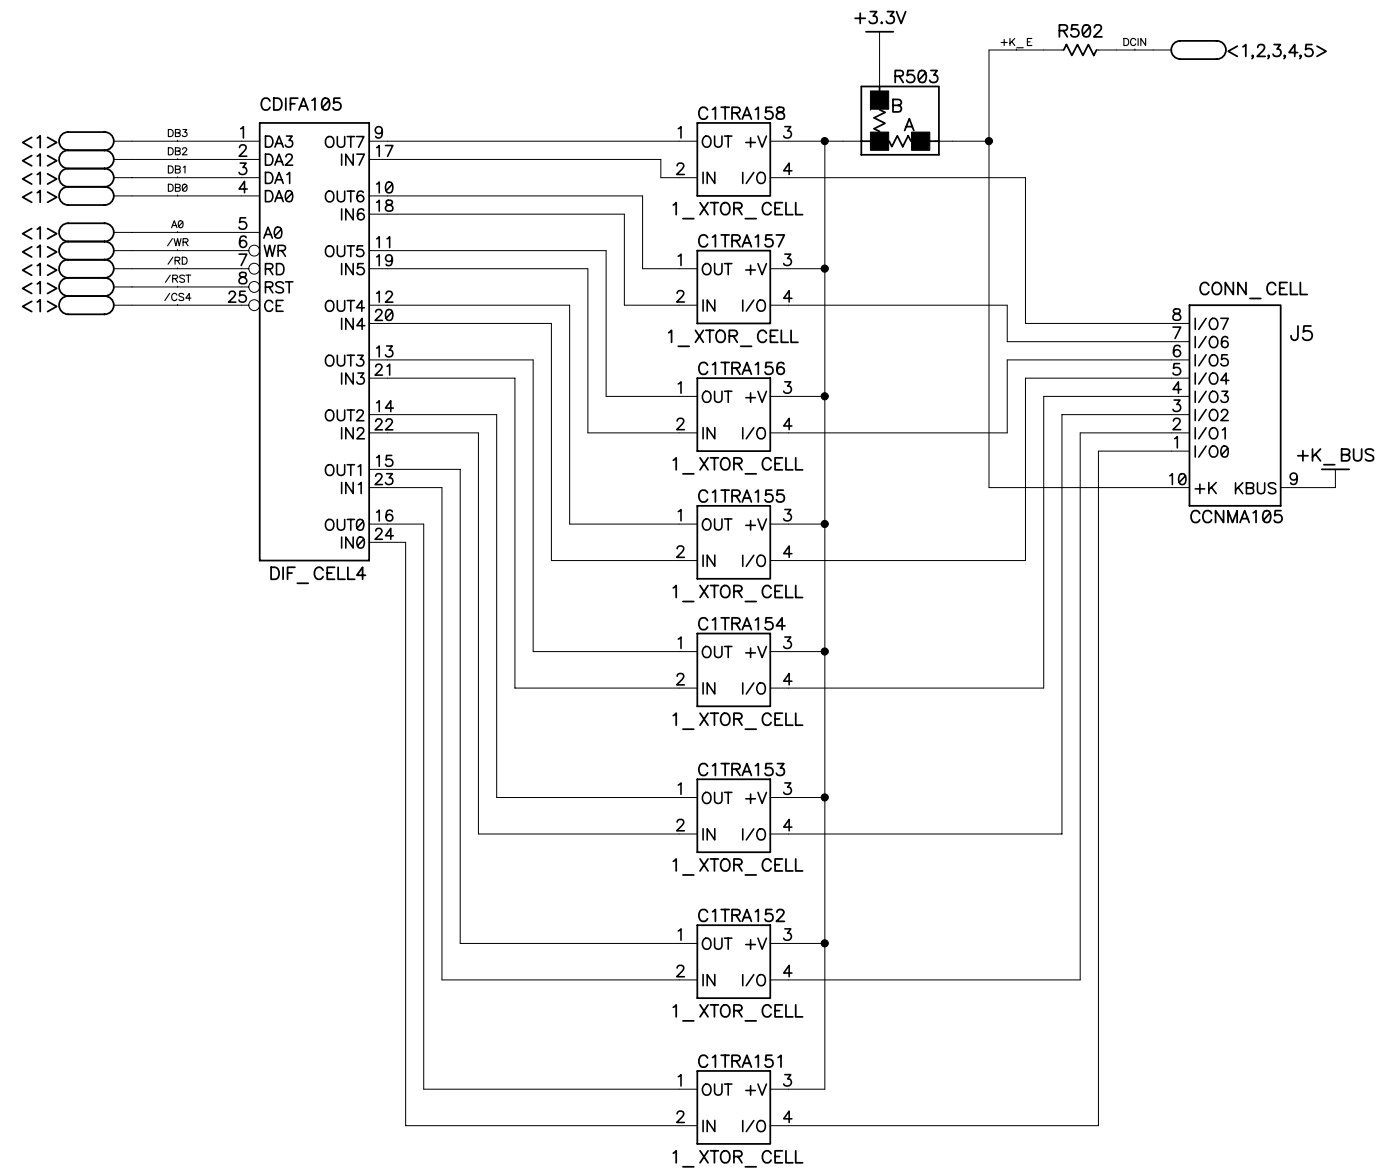 +3.3V
R502
+K_E
DCIN
<1,2,3,4,5>
R503
B
A
CDIFA105
<1> DB3 1 DA3
<1> DB2 2 DA2
<1> DB1 3 DA1
<1> DB0 4 DA0
<1> A0 5 A0
<1> /WR 6 WR
<1> /RD 7 RD
<1> /RST 8 RST
<1> /CS4 25 CE
OUT7 9
IN7 17
OUT6 10
IN6 18
OUT5 11
IN5 19
OUT4 12
IN4 20
OUT3 13
IN3 21
OUT2 14
IN2 22
OUT1 15
IN1 23
OUT0 16
IN0 24
DIF_CELL4
C1TRA158
1 OUT +V 3
2 IN I/O 4
1_XTOR_CELL
C1TRA157
1 OUT +V 3
2 IN I/O 4
1_XTOR_CELL
C1TRA156
1 OUT +V 3
2 IN I/O 4
1_XTOR_CELL
C1TRA155
1 OUT +V 3
2 IN I/O 4
1_XTOR_CELL
C1TRA154
1 OUT +V 3
2 IN I/O 4
1_XTOR_CELL
C1TRA153
1 OUT +V 3
2 IN I/O 4
1_XTOR_CELL
C1TRA152
1 OUT +V 3
2 IN I/O 4
1_XTOR_CELL
C1TRA151
1 OUT +V 3
2 IN I/O 4
1_XTOR_CELL
CONN_CELL
J5
8 I/O7
7 I/O6
6 I/O5
5 I/O4
4 I/O3
3 I/O2
2 I/O1
1 I/O0
+K_BUS
10 +K KBUS 9
CCNMA105